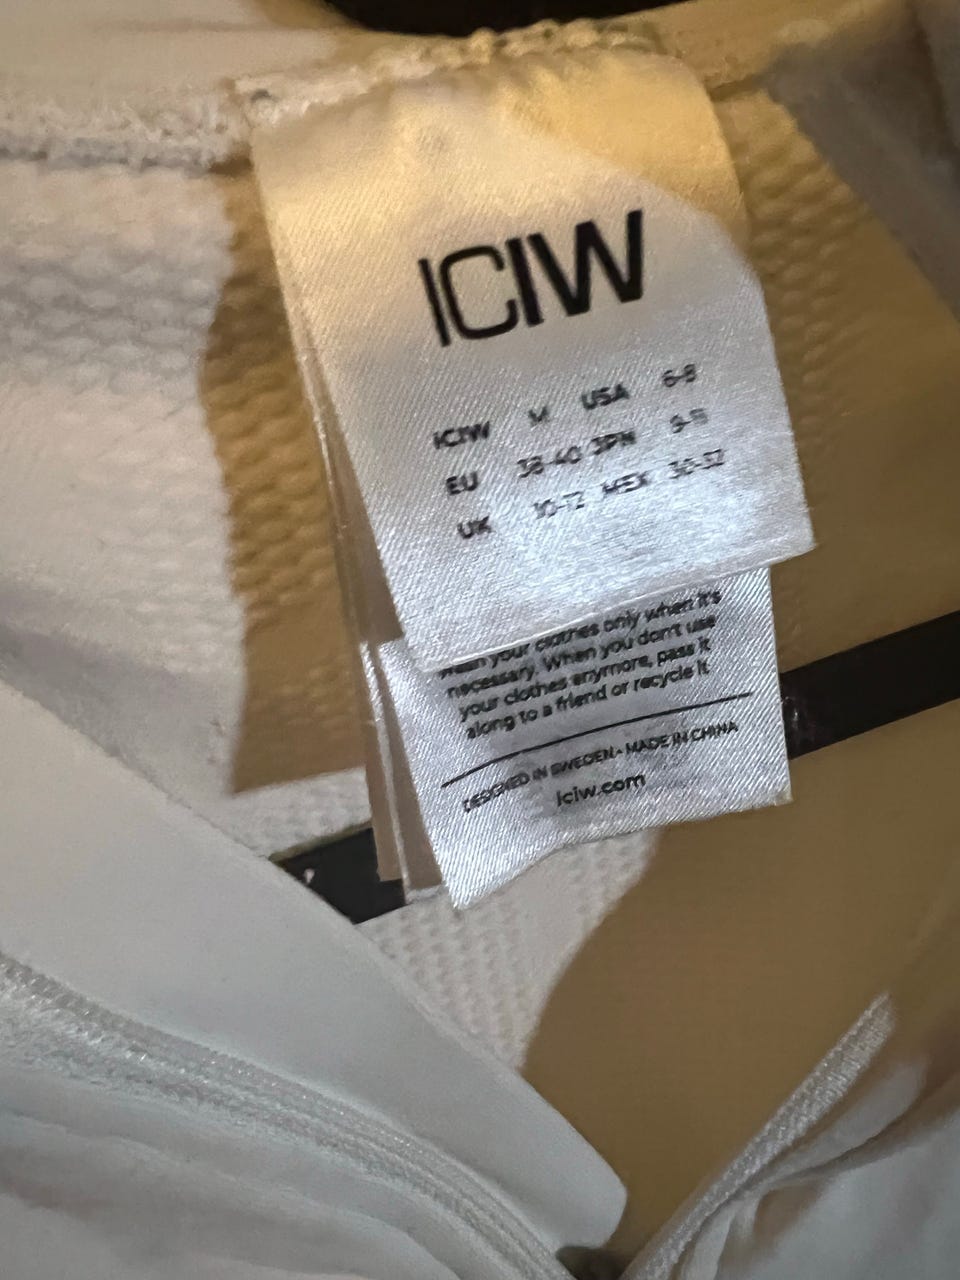 ICIW
ICIW M USA 6-8
EU 38-40 JPN 9-11
UK 10-12 MEX 30-32
wash your clothes only when it's
necessary. When you don't use
your clothes anymore, pass it
along to a friend or recycle it
DESIGNED IN SWEDEN • MADE IN CHINA
iciw.com